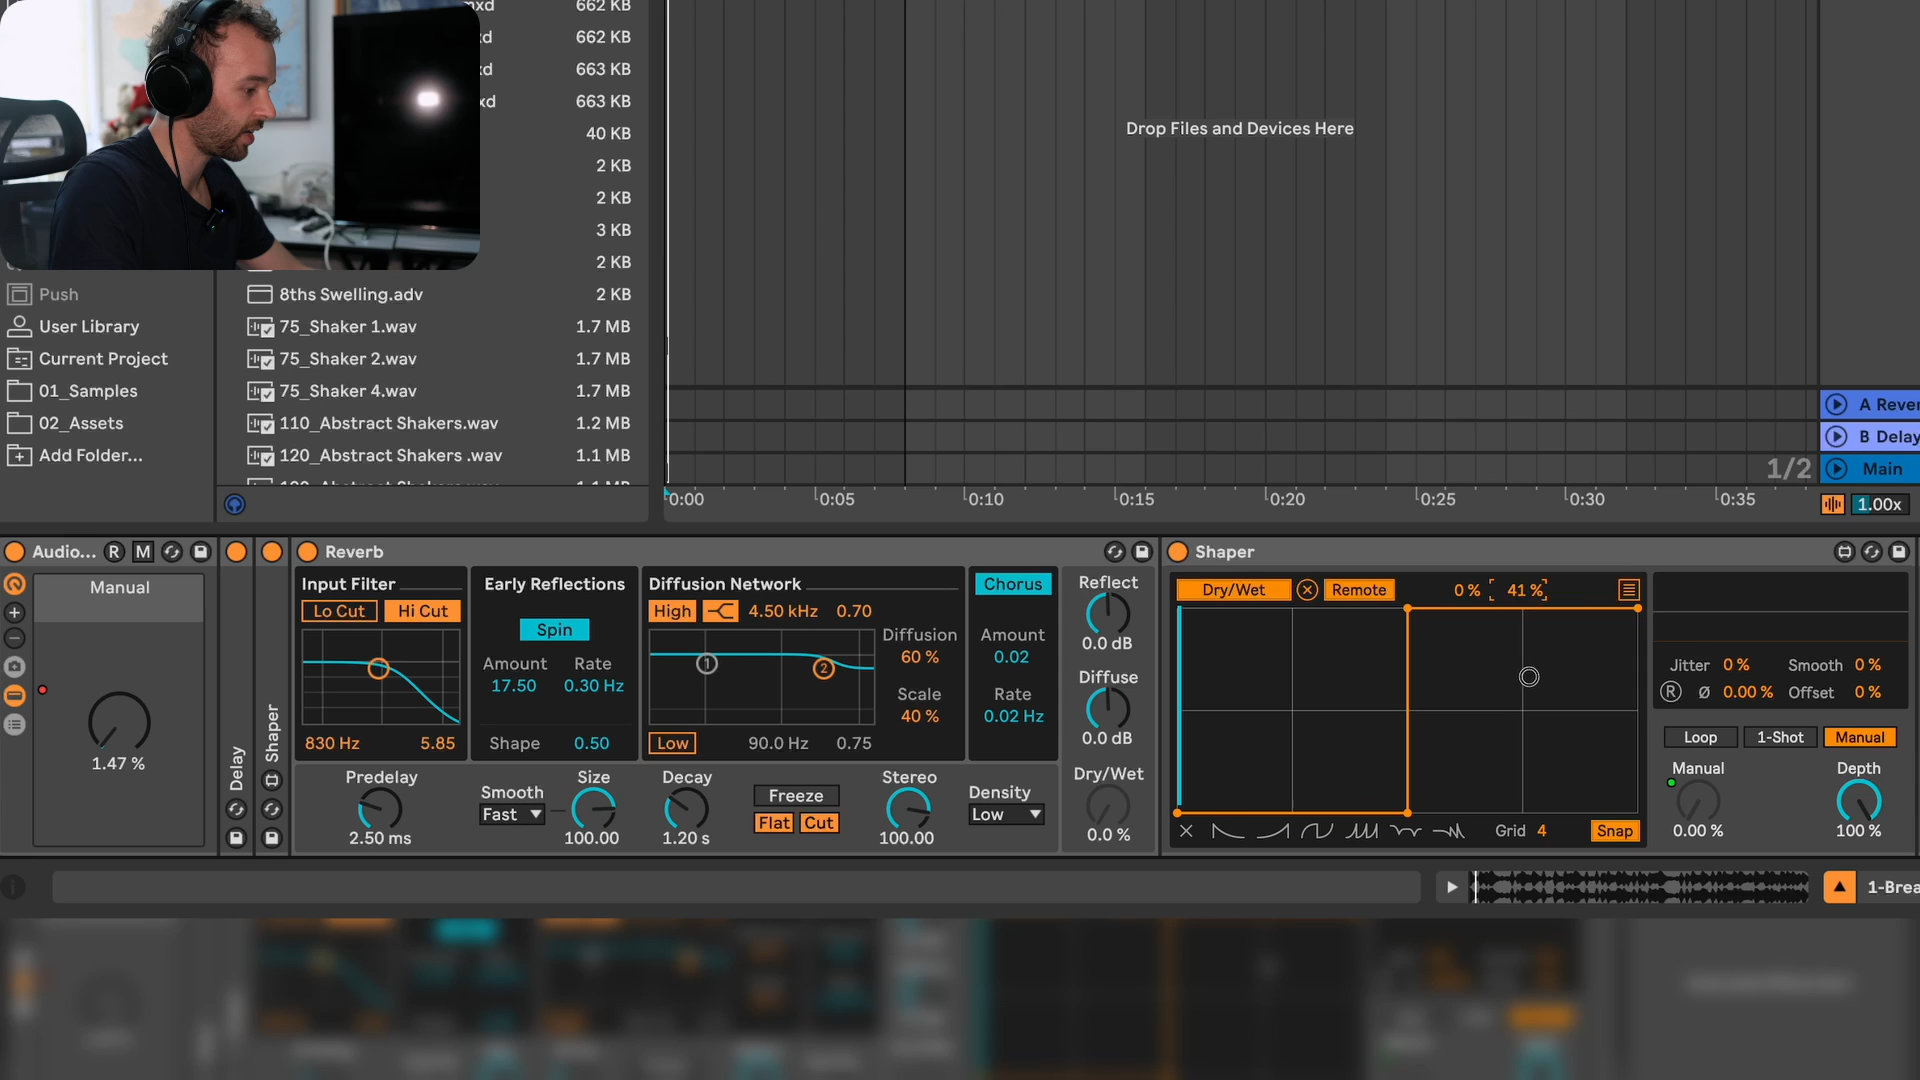 662 KB
662 KB
663 KB
xd 663 KB
40 KB
2 KB
2 KB
3 KB
2 KB
Drop Files and Devices Here
Push
User Library
Current Project
01_Samples
02_Assets
Add Folder...
8ths Swelling.adv 2 KB
75_Shaker 1.wav 1.7 MB
75_Shaker 2.wav 1.7 MB
75_Shaker 4.wav 1.7 MB
110_Abstract Shakers.wav 1.2 MB
120_Abstract Shakers .wav 1.1 MB
A Rever
B Delay
1/2 Main
0:00 0:05 0:10 0:15 0:20 0:25 0:30 0:35 1.00x
Audio... R M
Manual
1.47 %
Delay
Shaper
Reverb
Input Filter
Lo Cut Hi Cut
830 Hz 5.85
Early Reflections
Spin
Amount Rate
17.50 0.30 Hz
Shape 0.50
Diffusion Network
High 4.50 kHz 0.70
1 2
Diffusion
60 %
Scale
40 %
Low 90.0 Hz 0.75
Chorus
Amount
0.02
Rate
0.02 Hz
Reflect
0.0 dB
Diffuse
0.0 dB
Dry/Wet
0.0 %
Predelay
2.50 ms
Smooth
Fast
Size
100.00
Decay
1.20 s
Freeze
Flat Cut
Stereo
100.00
Density
Low
Shaper
Dry/Wet Remote 0 % 41 %
Grid 4 Snap
Jitter 0 % Smooth 0 %
R Ø 0.00 % Offset 0 %
Loop 1-Shot Manual
Manual Depth
0.00 % 100 %
1-Brea